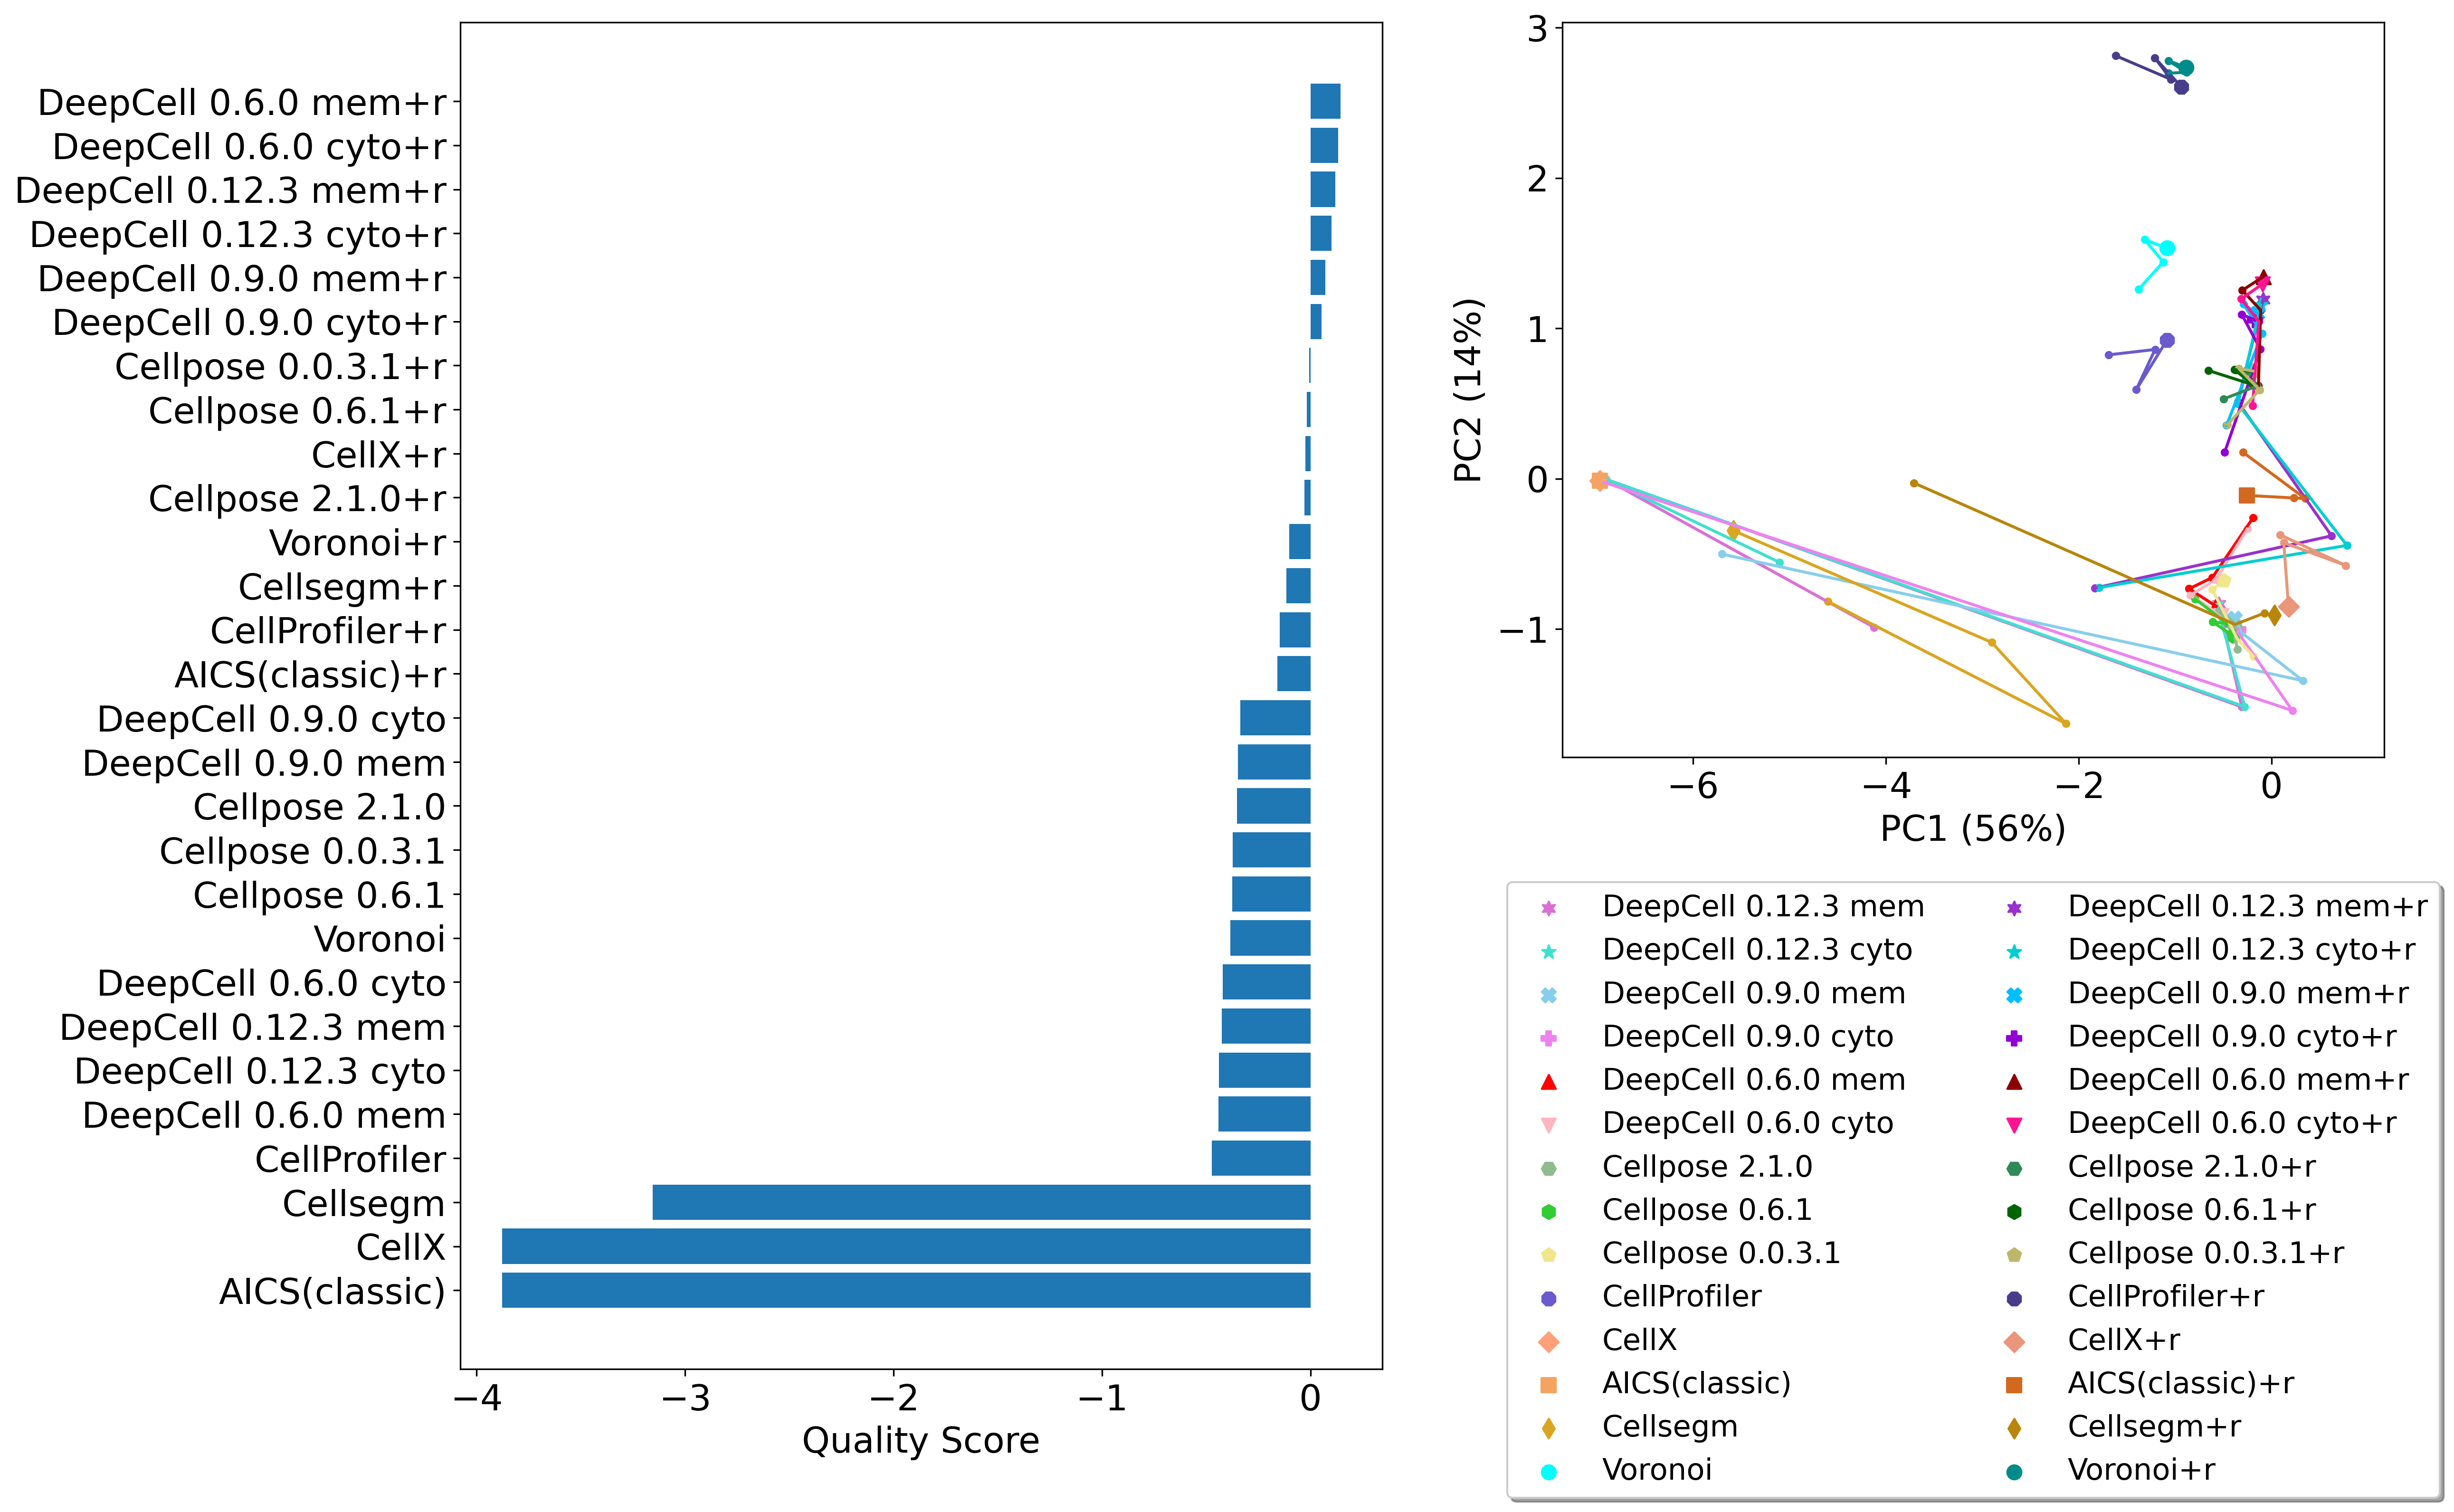 DeepCell 0.6.0 mem+r
DeepCell 0.6.0 cyto+r
DeepCell 0.12.3 mem+r
DeepCell 0.12.3 cyto+r
DeepCell 0.9.0 mem+r
DeepCell 0.9.0 cyto+r
Cellpose 0.0.3.1+r
Cellpose 0.6.1+r
CellX+r
Cellpose 2.1.0+r
Voronoi+r
Cellsegm+r
CellProfiler+r
AICS(classic)+r
DeepCell 0.9.0 cyto
DeepCell 0.9.0 mem
Cellpose 2.1.0
Cellpose 0.0.3.1
Cellpose 0.6.1
Voronoi
DeepCell 0.6.0 cyto
DeepCell 0.12.3 mem
DeepCell 0.12.3 cyto
DeepCell 0.6.0 mem
CellProfiler
Cellsegm
CellX
AICS(classic)
−4 −3 −2 −1 0
Quality Score
3
2
1
0
−1
PC2 (14%)
−6 −4 −2 0
PC1 (56%)
DeepCell 0.12.3 mem
DeepCell 0.12.3 cyto
DeepCell 0.9.0 mem
DeepCell 0.9.0 cyto
DeepCell 0.6.0 mem
DeepCell 0.6.0 cyto
Cellpose 2.1.0
Cellpose 0.6.1
Cellpose 0.0.3.1
CellProfiler
CellX
AICS(classic)
Cellsegm
Voronoi
DeepCell 0.12.3 mem+r
DeepCell 0.12.3 cyto+r
DeepCell 0.9.0 mem+r
DeepCell 0.9.0 cyto+r
DeepCell 0.6.0 mem+r
DeepCell 0.6.0 cyto+r
Cellpose 2.1.0+r
Cellpose 0.6.1+r
Cellpose 0.0.3.1+r
CellProfiler+r
CellX+r
AICS(classic)+r
Cellsegm+r
Voronoi+r